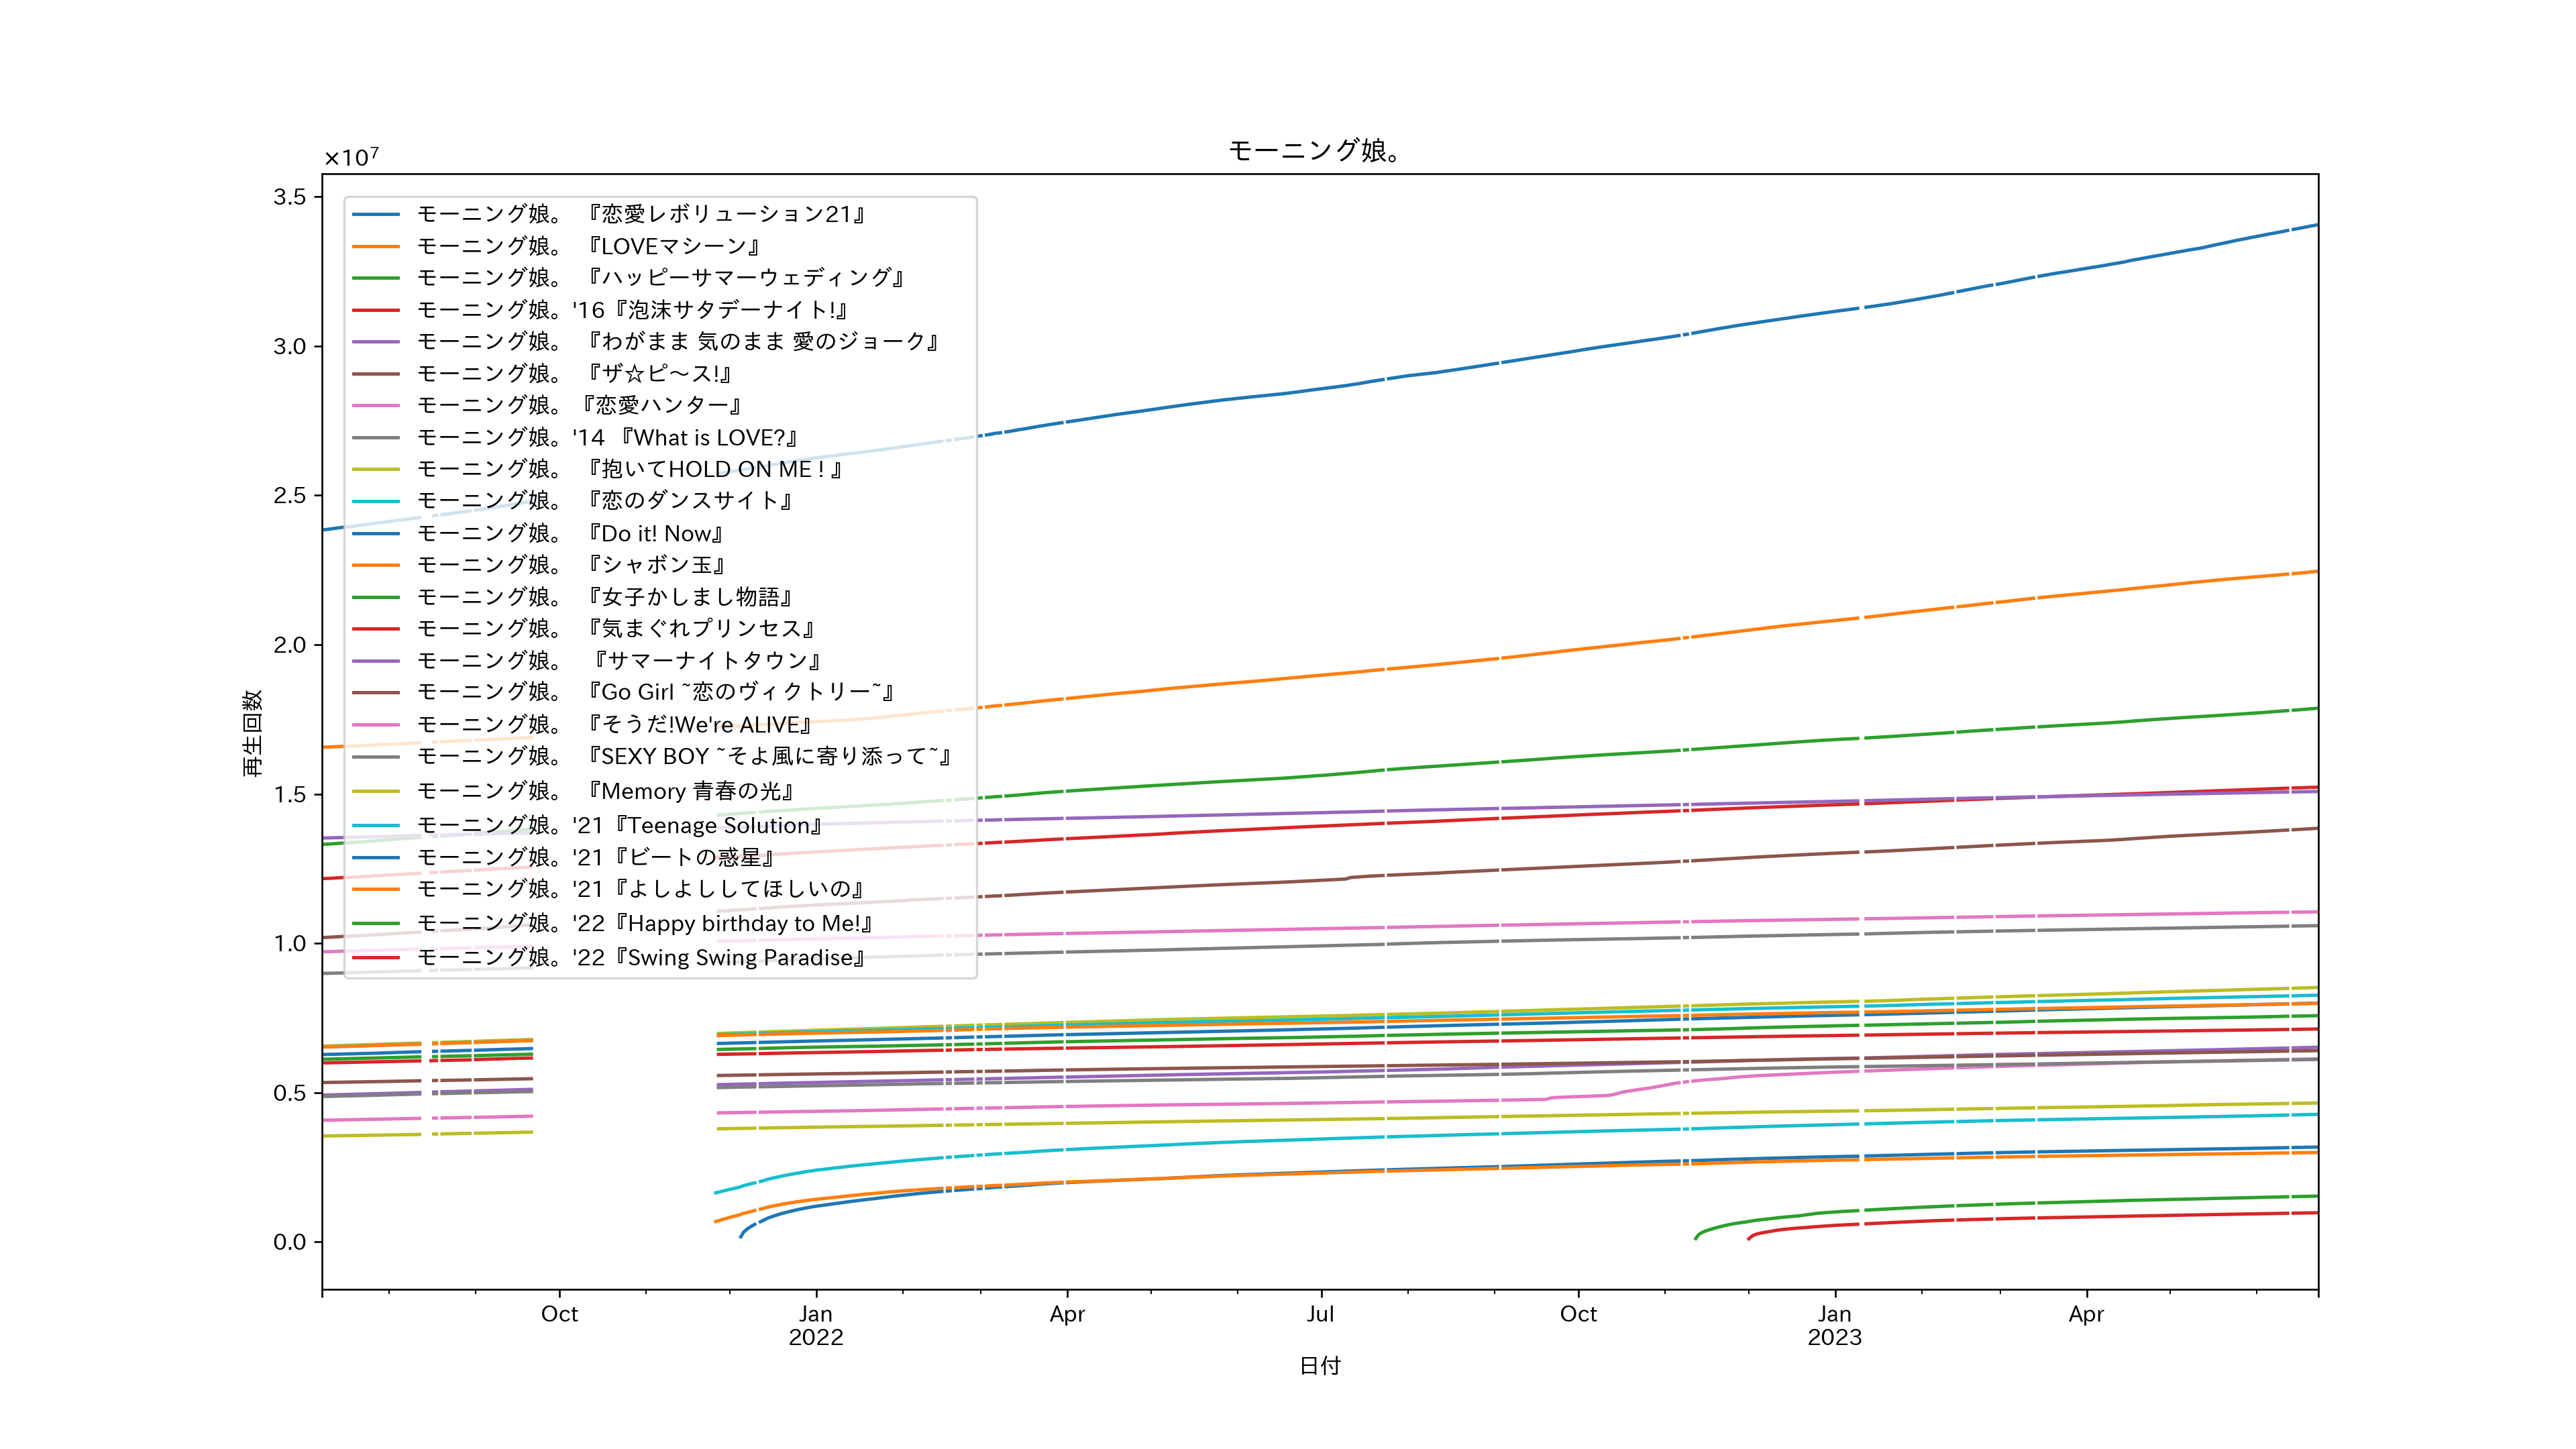 モーニング娘。
×10⁷
3.5
3.0
2.5
2.0
1.5
1.0
0.5
0.0
再生回数
モーニング娘。 『恋愛レボリューション21』
モーニング娘。 『LOVEマシーン』
モーニング娘。 『ハッピーサマーウェディング』
モーニング娘。'16『泡沫サタデーナイト!』
モーニング娘。 『わがまま 気のまま 愛のジョーク』
モーニング娘。 『ザ☆ピ〜ス!』
モーニング娘。『恋愛ハンター』
モーニング娘。'14 『What is LOVE?』
モーニング娘。 『抱いてHOLD ON ME ! 』
モーニング娘。 『恋のダンスサイト』
モーニング娘。 『Do it! Now』
モーニング娘。 『シャボン玉』
モーニング娘。 『女子かしまし物語』
モーニング娘。 『気まぐれプリンセス』
モーニング娘。　『サマーナイトタウン』
モーニング娘。 『Go Girl ~恋のヴィクトリー~』
モーニング娘。 『そうだ!We're ALIVE』
モーニング娘。 『SEXY BOY ~そよ風に寄り添って~』
モーニング娘。 『Memory 青春の光』
モーニング娘。'21『Teenage Solution』
モーニング娘。'21『ビートの惑星』
モーニング娘。'21『よしよししてほしいの』
モーニング娘。'22『Happy birthday to Me!』
モーニング娘。'22『Swing Swing Paradise』
Oct Jan Apr Jul Oct Jan Apr
2022 2023
日付